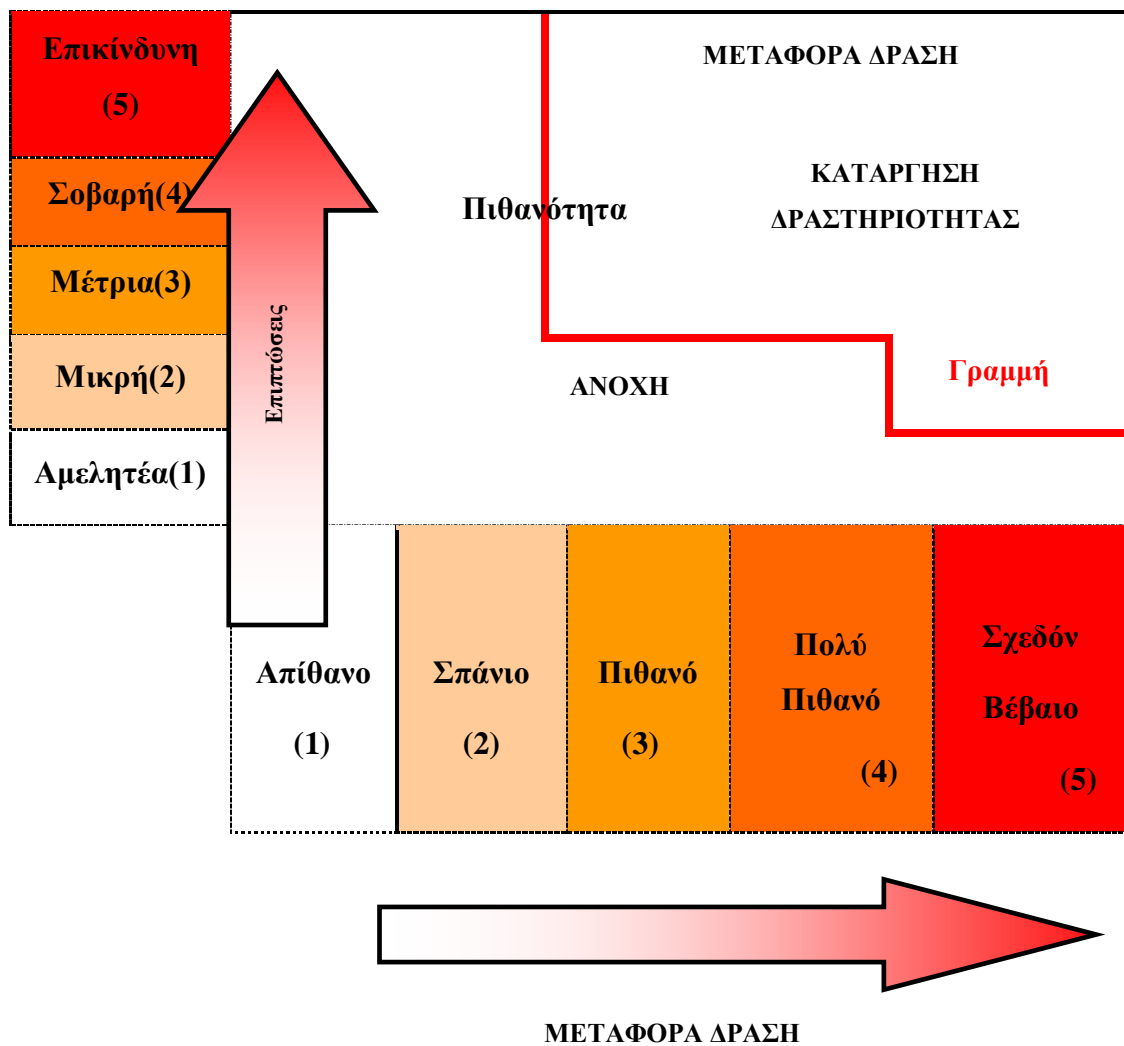 Επικίνδυνη
(5)
ΜΕΤΑΦΟΡΑ ΔΡΑΣΗ
Σοβαρή(4)
Πιθανότητα
ΚΑΤΑΡΓΗΣΗ
ΔΡΑΣΤΗΡΙΟΤΗΤΑΣ
Μέτρια(3)
Επιπτώσεις
Μικρή(2)
ΑΝΟΧΗ
Γραμμή
Αμελητέα(1)
Απίθανο
(1)
Σπάνιο
(2)
Πιθανό
(3)
Πολύ
Πιθανό
(4)
Σχεδόν
Βέβαιο
(5)
ΜΕΤΑΦΟΡΑ ΔΡΑΣΗ